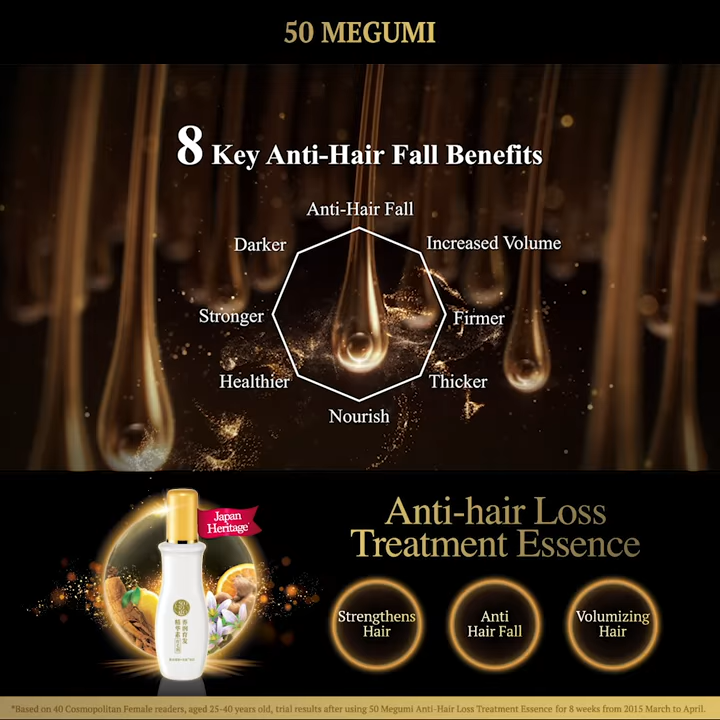 50 MEGUMI
8 Key Anti-Hair Fall Benefits
Anti-Hair Fall
Darker
Increased Volume
Stronger
Firmer
Healthier
Thicker
Nourish
Japan
Heritage*
Anti-hair Loss
Treatment Essence
Strengthens
Hair
Anti
Hair Fall
Volumizing
Hair
*Based on 40 Cosmopolitan Female readers, aged 25-40 years old, trial results after using 50 Megumi Anti-Hair Loss Treatment Essence for 8 weeks from 2015 March to April.